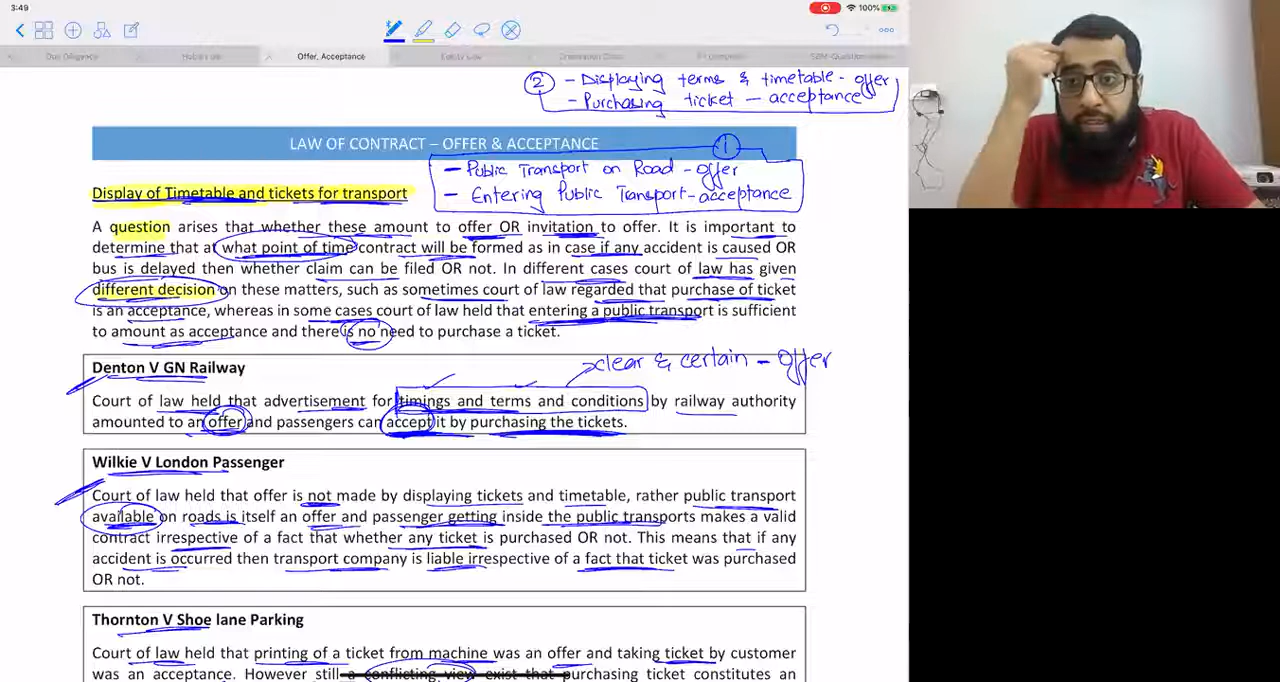 3:49
100%
Due Diligence
Offer, Acceptance
Equity Law
② – Displaying terms & timetable - offer
– Purchasing ticket – acceptance
LAW OF CONTRACT – OFFER & ACCEPTANCE
①
– Public Transport on Road - offer
– Entering Public Transport - acceptance
Display of Timetable and tickets for transport
A question arises that whether these amount to offer OR invitation to offer. It is important to
determine that at what point of time contract will be formed as in case if any accident is caused OR
bus is delayed then whether claim can be filed OR not. In different cases court of law has given
different decision on these matters, such as sometimes court of law regarded that purchase of ticket
is an acceptance, whereas in some cases court of law held that entering a public transport is sufficient
to amount as acceptance and there is no need to purchase a ticket.
clear & certain – offer
Denton V GN Railway
Court of law held that advertisement for timings and terms and conditions by railway authority
amounted to an offer and passengers can accept it by purchasing the tickets.
Wilkie V London Passenger
Court of law held that offer is not made by displaying tickets and timetable, rather public transport
available on roads is itself an offer and passenger getting inside the public transports makes a valid
contract irrespective of a fact that whether any ticket is purchased OR not. This means that if any
accident is occurred then transport company is liable irrespective of a fact that ticket was purchased
OR not.
Thornton V Shoe lane Parking
Court of law held that printing of a ticket from machine was an offer and taking ticket by customer
was an acceptance. However still a conflicting view exist that purchasing ticket constitutes an